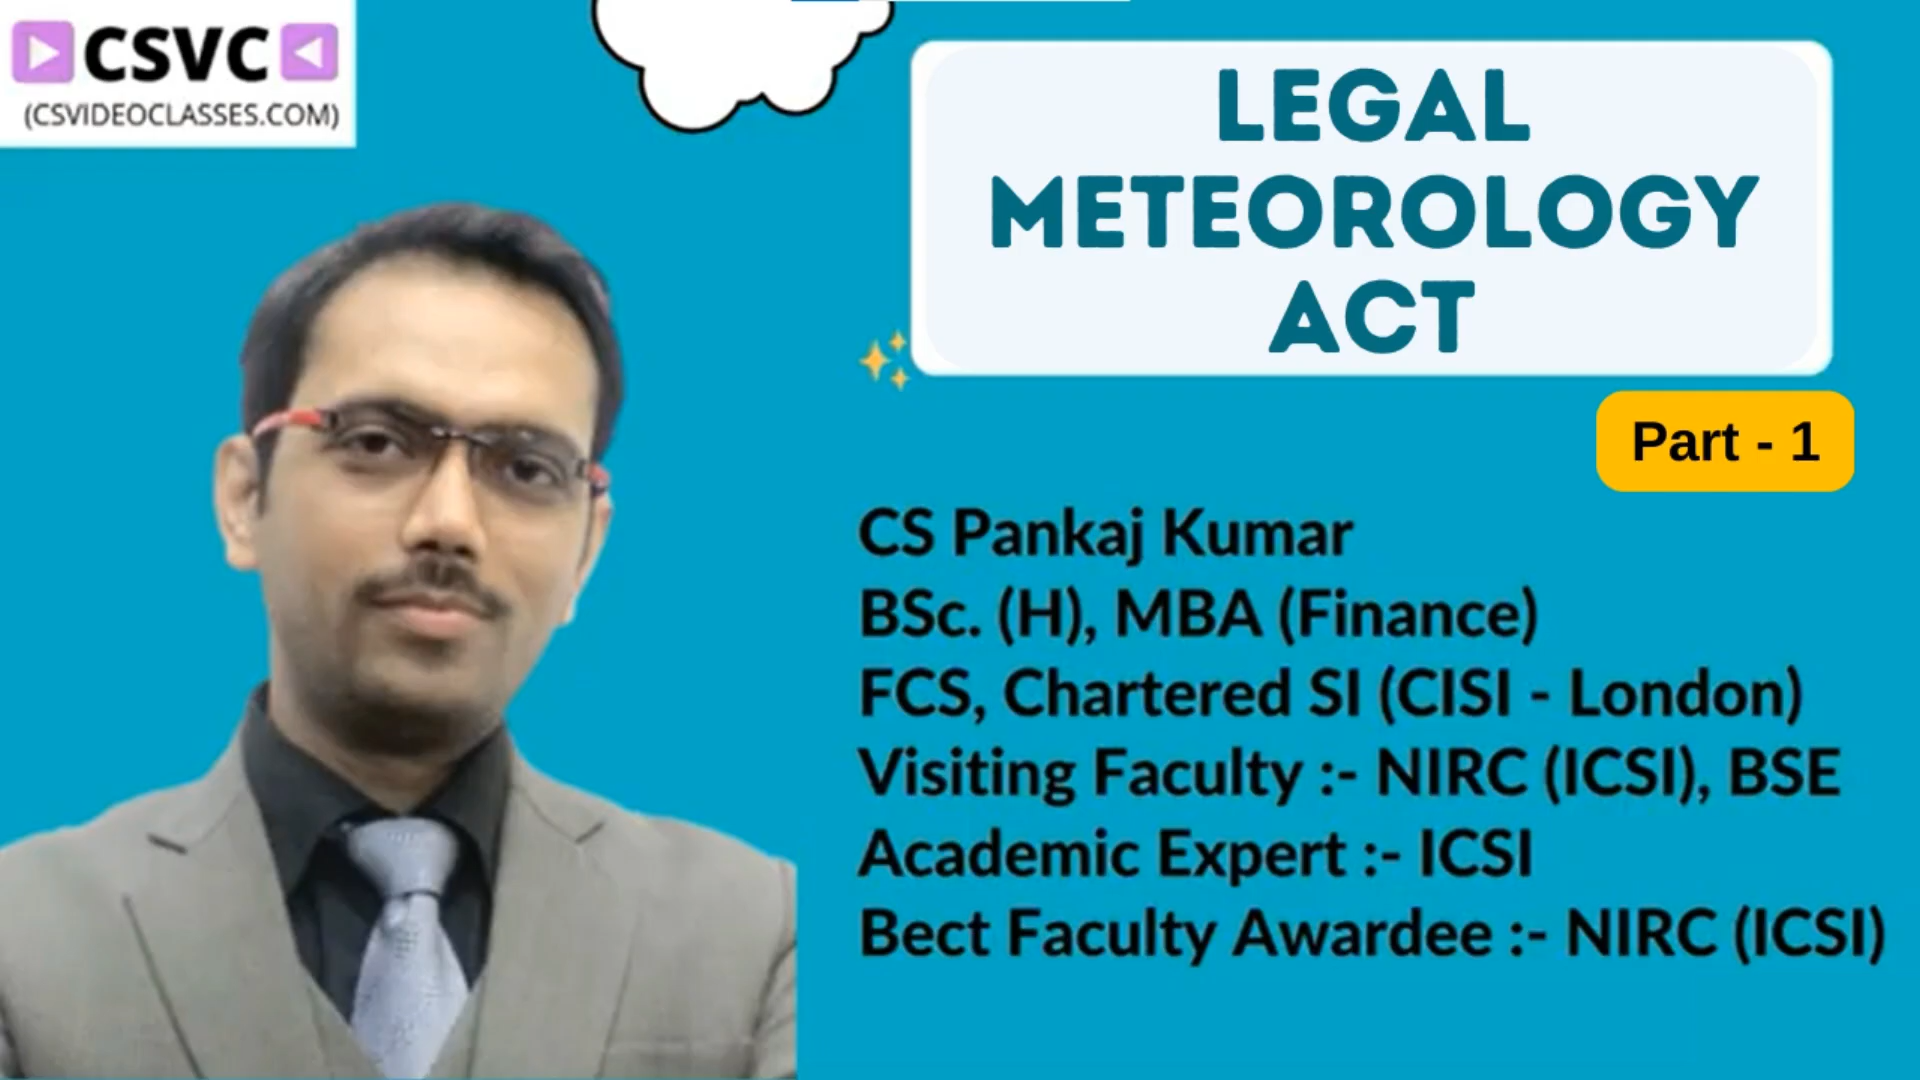 CSVC
(CSVIDEOCLASSES.COM)
LEGAL
METEOROLOGY
ACT
Part - 1
CS Pankaj Kumar
BSc. (H), MBA (Finance)
FCS, Chartered SI (CISI - London)
Visiting Faculty :- NIRC (ICSI), BSE
Academic Expert :- ICSI
Bect Faculty Awardee :- NIRC (ICSI)